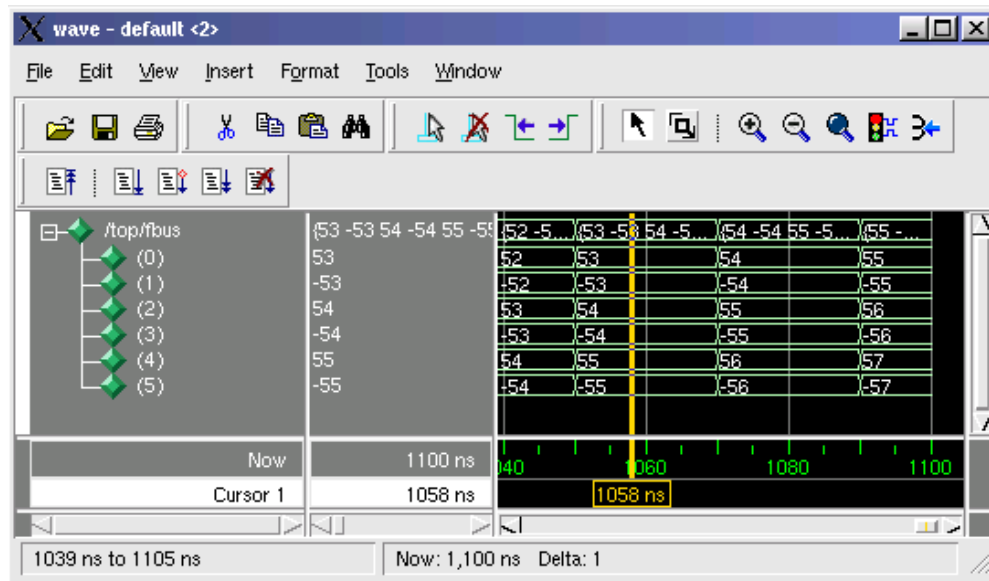 wave - default <2>
File Edit View Insert Format Tools Window
/top/fbus {53 -53 54 -54 55 -55 {52 -5... {53 -53 54 -5... {54 -54 55 -5... {55 -...
(0) 53 52 53 54 55
(1) -53 -52 -53 -54 -55
(2) 54 53 54 55 56
(3) -54 -53 -54 -55 -56
(4) 55 54 55 56 57
(5) -55 -54 -55 -56 -57
Now 1100 ns 040 1060 1080 1100
Cursor 1 1058 ns 1058 ns
1039 ns to 1105 ns Now: 1,100 ns Delta: 1